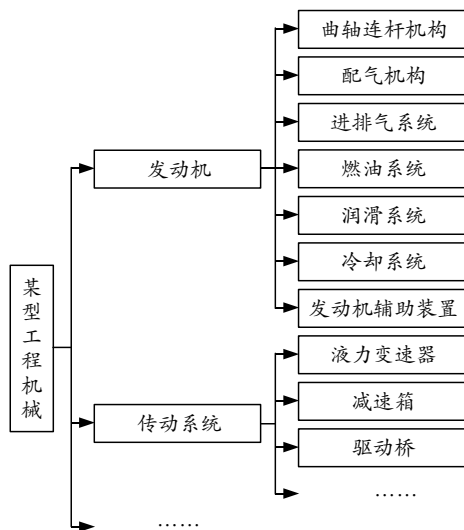 某型工程机械
发动机
曲轴连杆机构
配气机构
进排气系统
燃油系统
润滑系统
冷却系统
发动机辅助装置
传动系统
液力变速器
减速箱
驱动桥
……
……